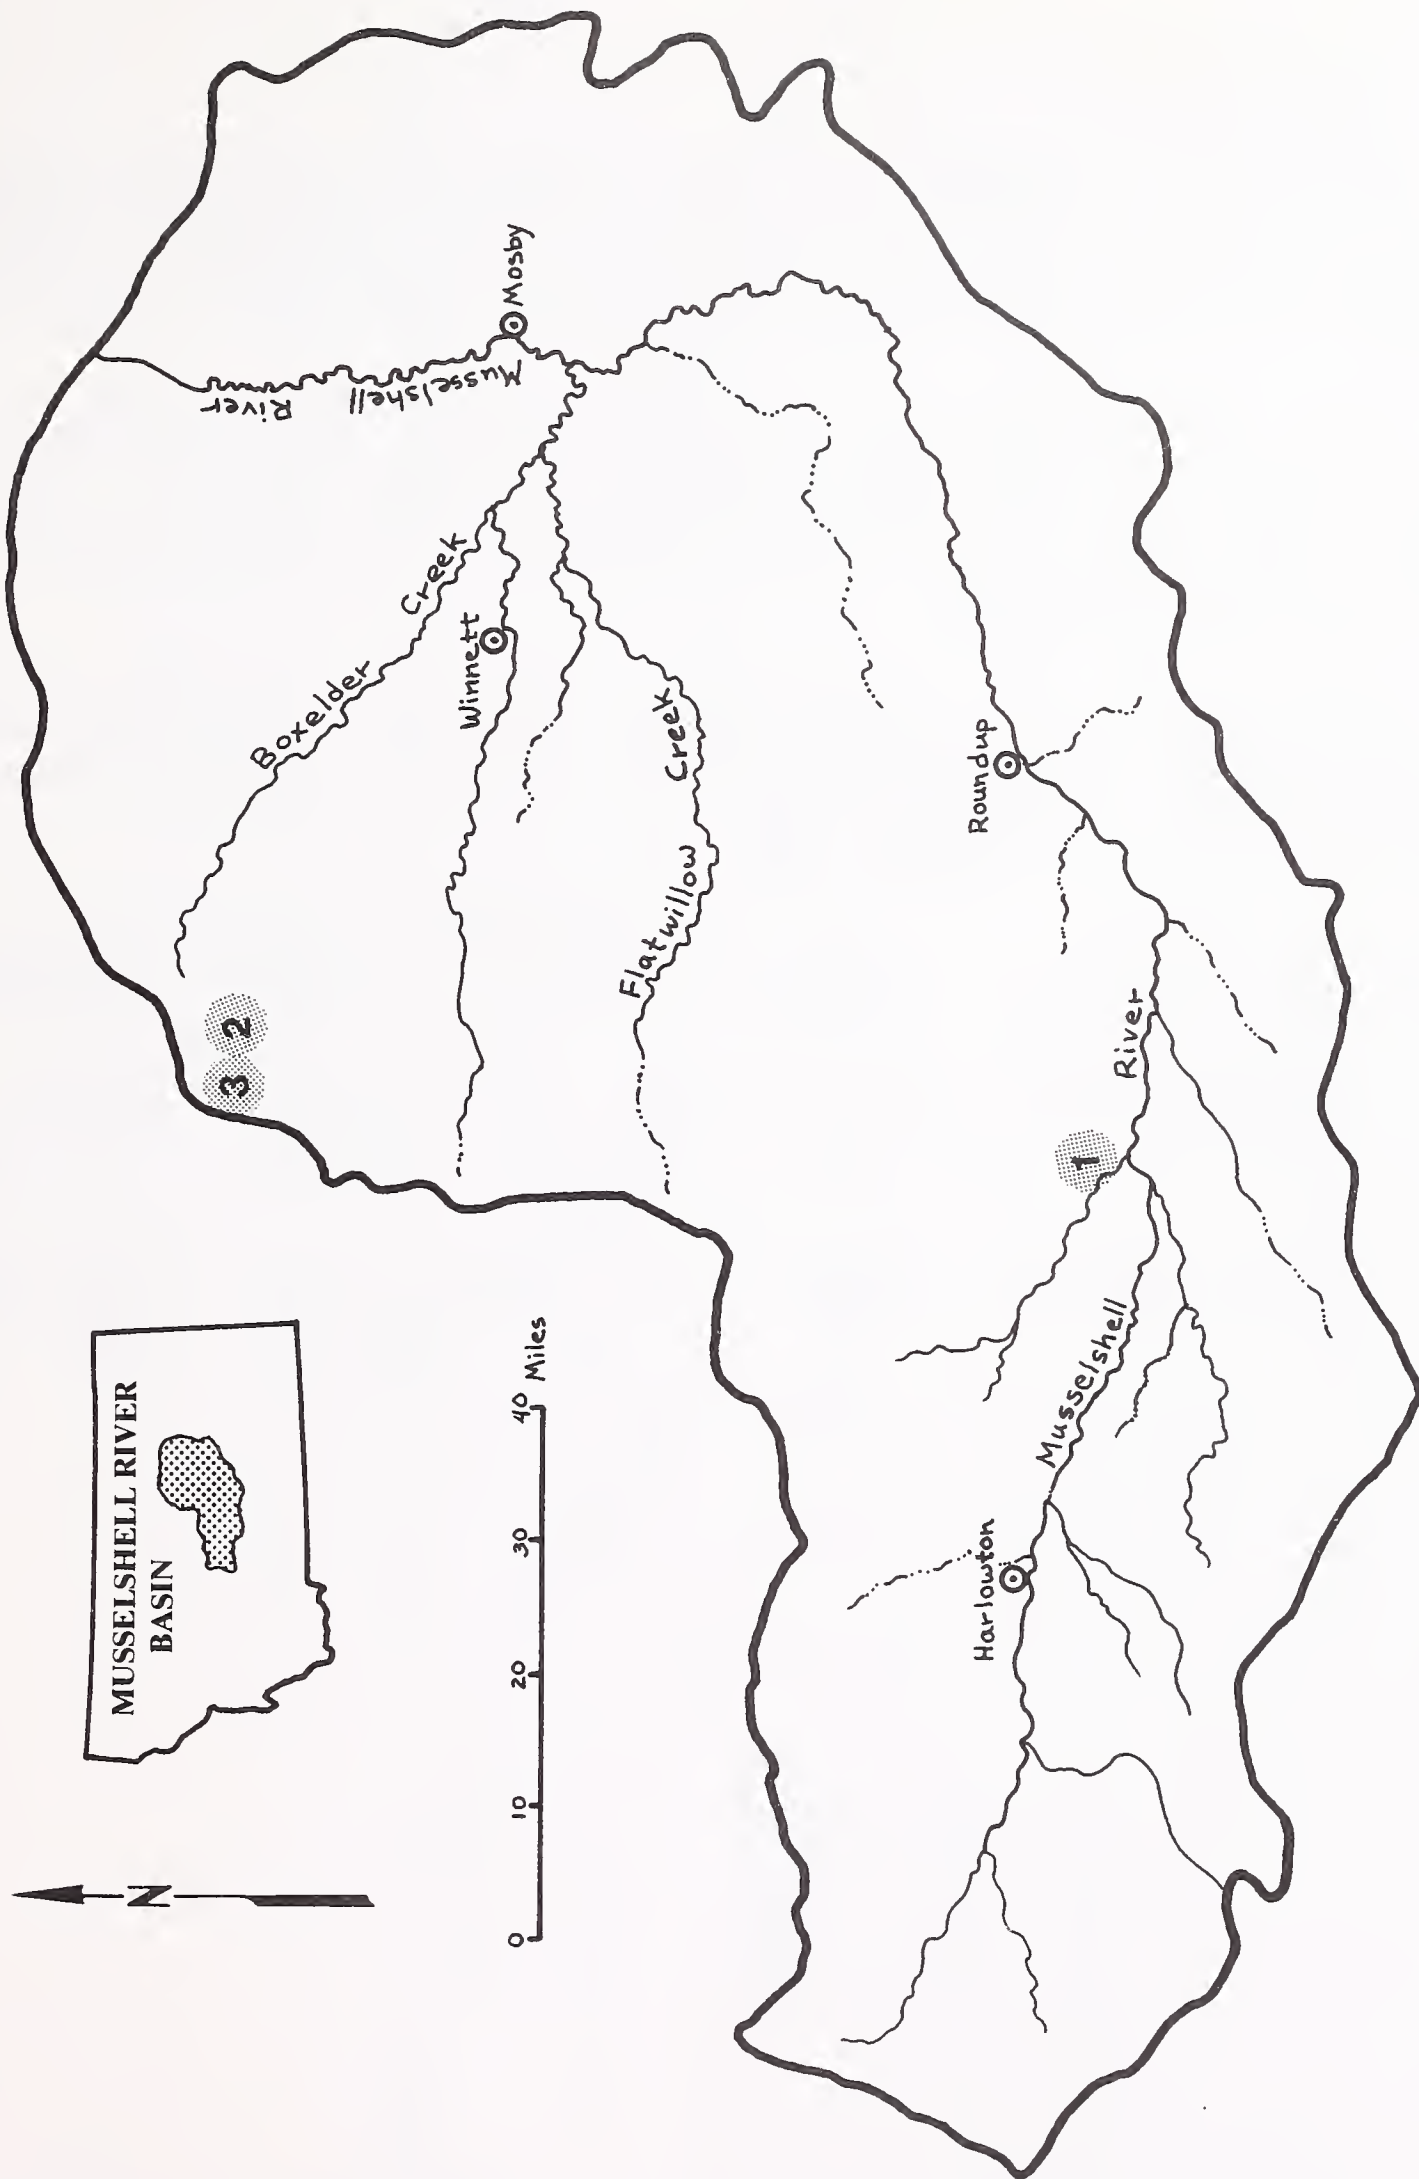 MUSSELSHELL RIVER
BASIN
N
0 10 20 30 40 Miles
River
Musselshell
Mosby
Boxelder Creek
Winnett
Flatwillow Creek
3 2
Roundup
River
1
Musselshell
Harlowton